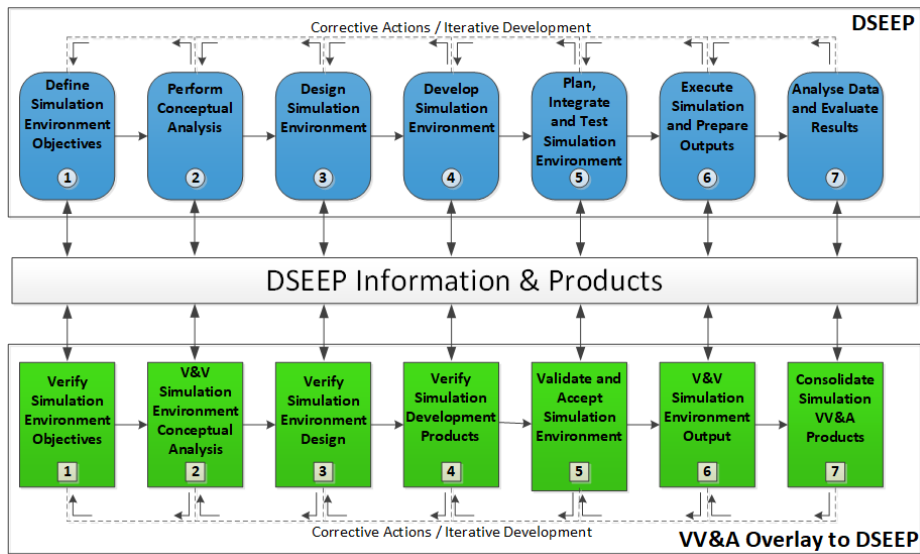 Corrective Actions / Iterative Development
DSEEP
Define
Simulation
Environment
Objectives
1
Perform
Conceptual
Analysis
2
Design
Simulation
Environment
3
Develop
Simulation
Environment
4
Plan,
Integrate
and Test
Simulation
Environment
5
Execute
Simulation
and Prepare
Outputs
6
Analyse Data
and Evaluate
Results
7
DSEEP Information & Products
Verify
Simulation
Environment
Objectives
1
V&V
Simulation
Environment
Conceptual
Analysis
2
Verify
Simulation
Environment
Design
3
Verify
Simulation
Development
Products
4
Validate and
Accept
Simulation
Environment
5
V&V
Simulation
Environment
Output
6
Consolidate
Simulation
VV&A
Products
7
Corrective Actions / Iterative Development
VV&A Overlay to DSEEP